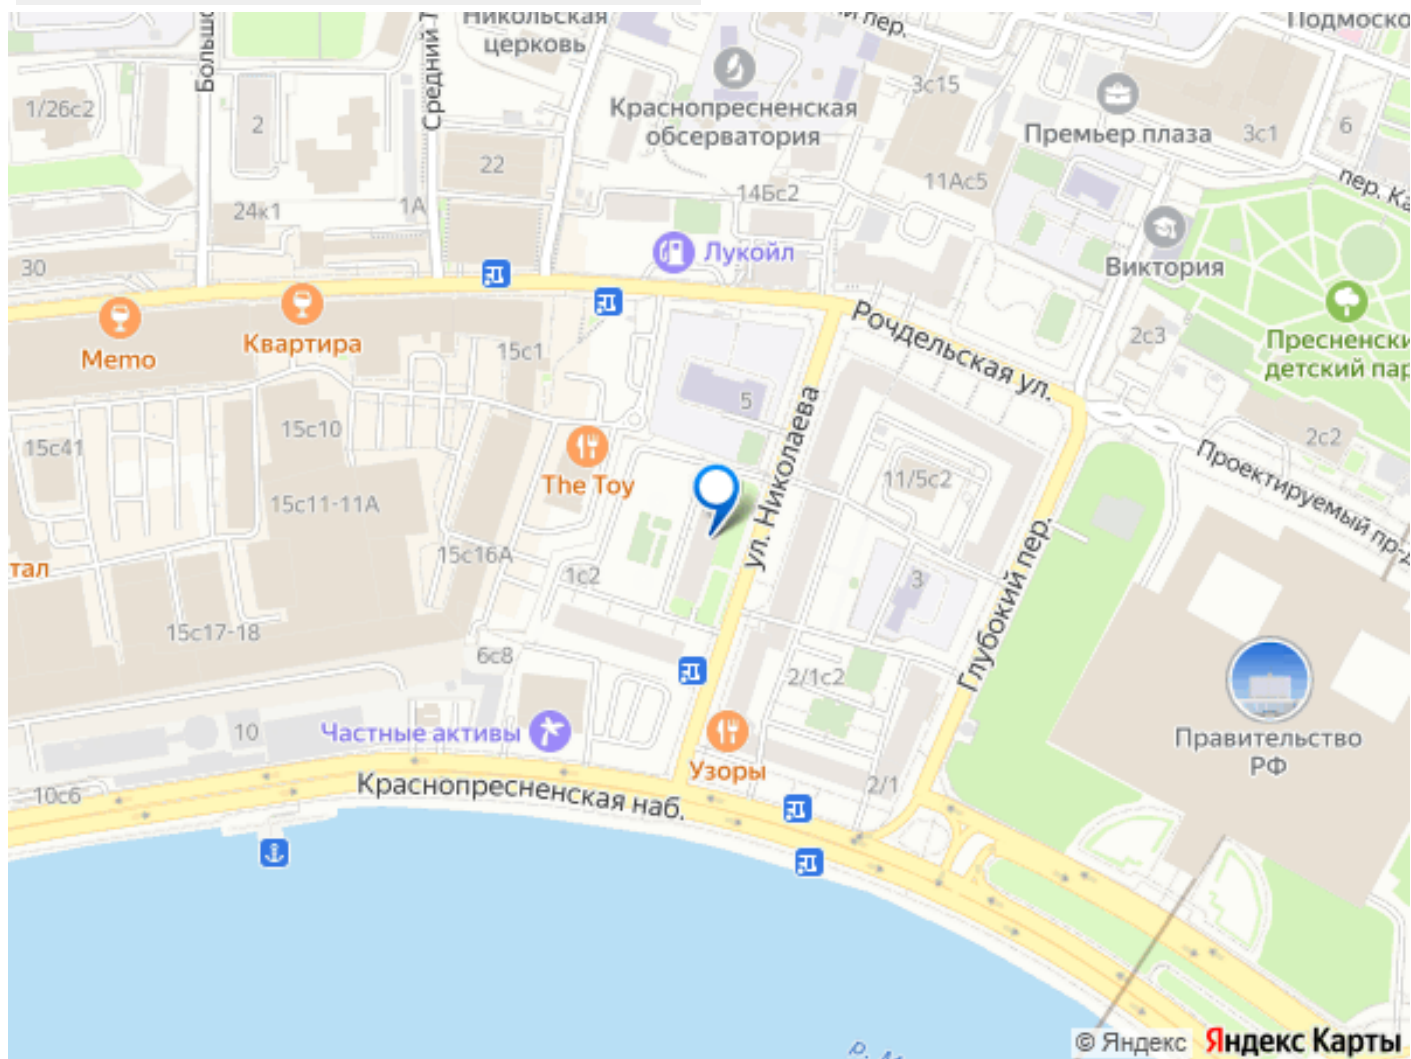 Никольская
церковь
Большо
Средний
й пер.
Подмоско
1/26с2
2
22
Краснопресненская
обсерватория
3с15
Премьер плаза
3с1
6
24к1
1А
14Бс2
11Ас5
пер. Ка
30
Лукойл
Виктория
Memo
Квартира
15с1
Рочдельская ул.
2с3
Пресненски
детский пар
5
15с41
15с10
15с11-11А
The Toy
ул. Николаева
11/5с2
2с2
Проектируемый пр-д
тал
15с16А
1с2
3
Глубокий пер.
15с17-18
6с8
2/1с2
10
Частные активы
Узоры
2/1
Правительство
РФ
10с6
Краснопресненская наб.
р. М
© Яндекс
Яндекс Карты